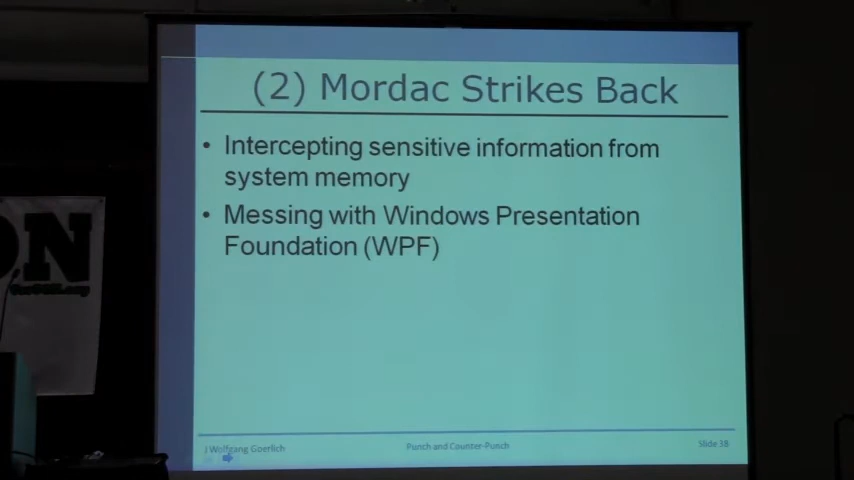 (2) Mordac Strikes Back
• Intercepting sensitive information from
system memory
• Messing with Windows Presentation
Foundation (WPF)
J Wolfgang Goerlich
Punch and Counter-Punch
Slide 38